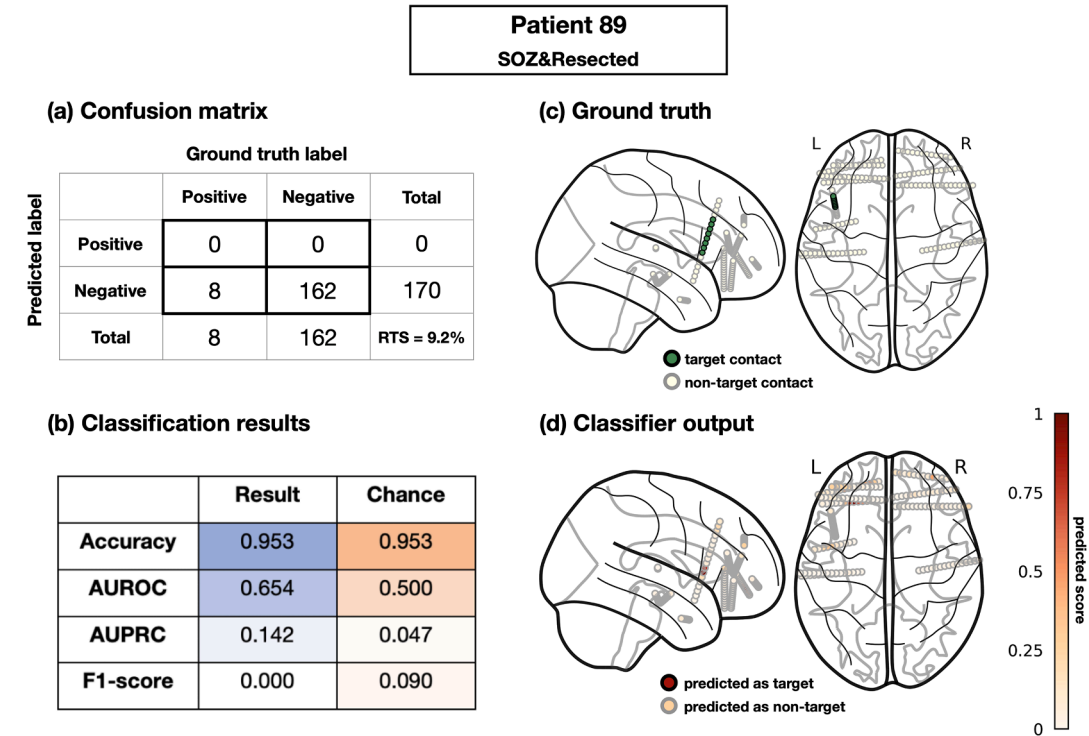 Patient 89
SOZ&Resected
(a) Confusion matrix
Ground truth label
Predicted label
Positive Negative Total
Positive 0 0 0
Negative 8 162 170
Total 8 162 RTS = 9.2%
(b) Classification results
Result Chance
Accuracy 0.953 0.953
AUROC 0.654 0.500
AUPRC 0.142 0.047
F1-score 0.000 0.090
(c) Ground truth
L R
target contact
non-target contact
(d) Classifier output
L R
predicted as target
predicted as non-target
1
0.75
0.5
0.25
0
predicted score